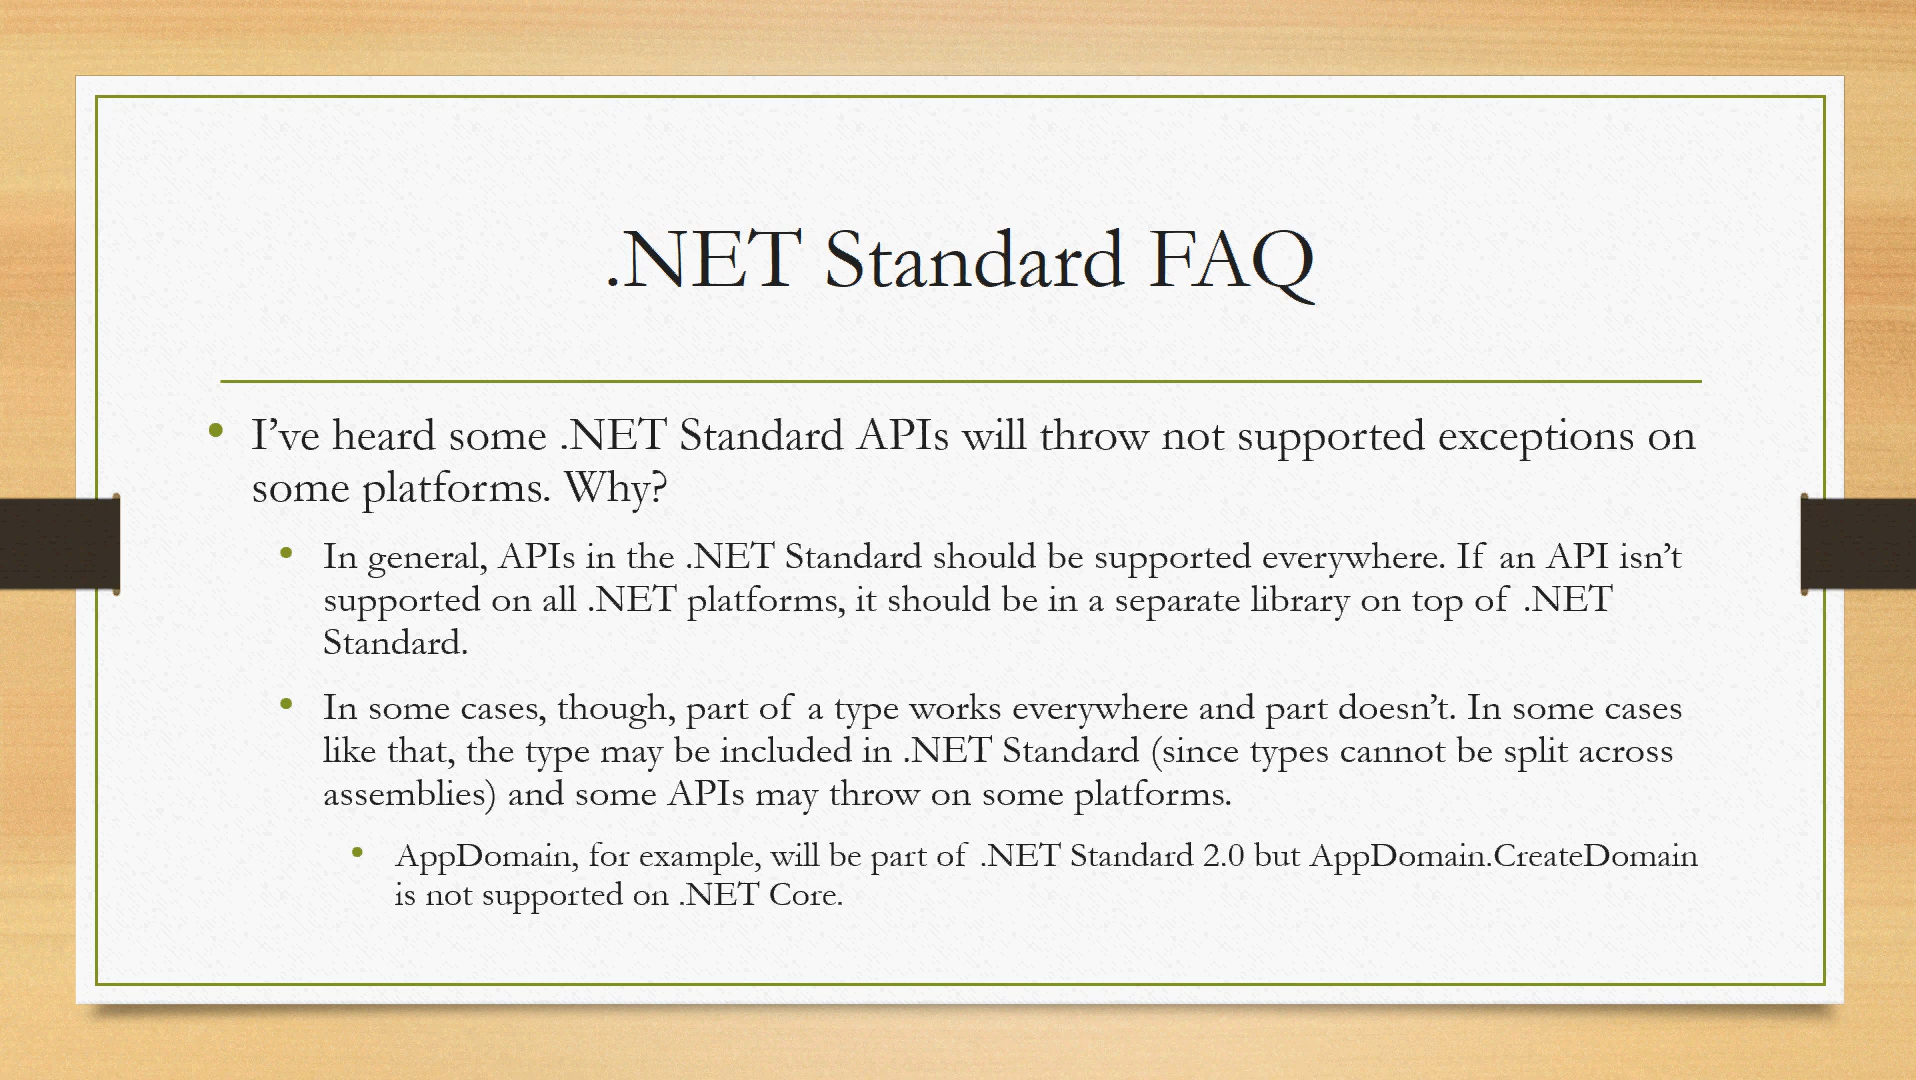 .NET Standard FAQ
• I’ve heard some .NET Standard APIs will throw not supported exceptions on
some platforms. Why?
• In general, APIs in the .NET Standard should be supported everywhere. If an API isn’t
supported on all .NET platforms, it should be in a separate library on top of .NET
Standard.
• In some cases, though, part of a type works everywhere and part doesn’t. In some cases
like that, the type may be included in .NET Standard (since types cannot be split across
assemblies) and some APIs may throw on some platforms.
• AppDomain, for example, will be part of .NET Standard 2.0 but AppDomain.CreateDomain
is not supported on .NET Core.